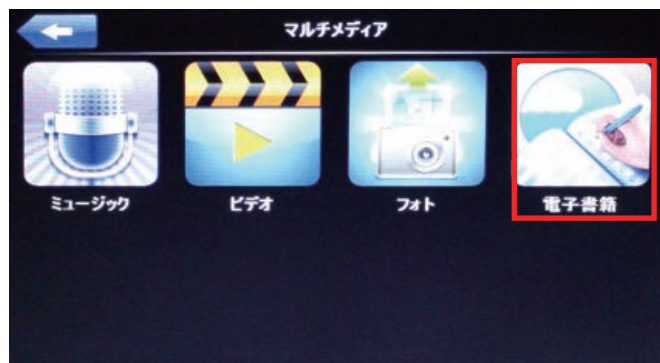 マルチメディア
ミュージック
ビデオ
フォト
電子書籍